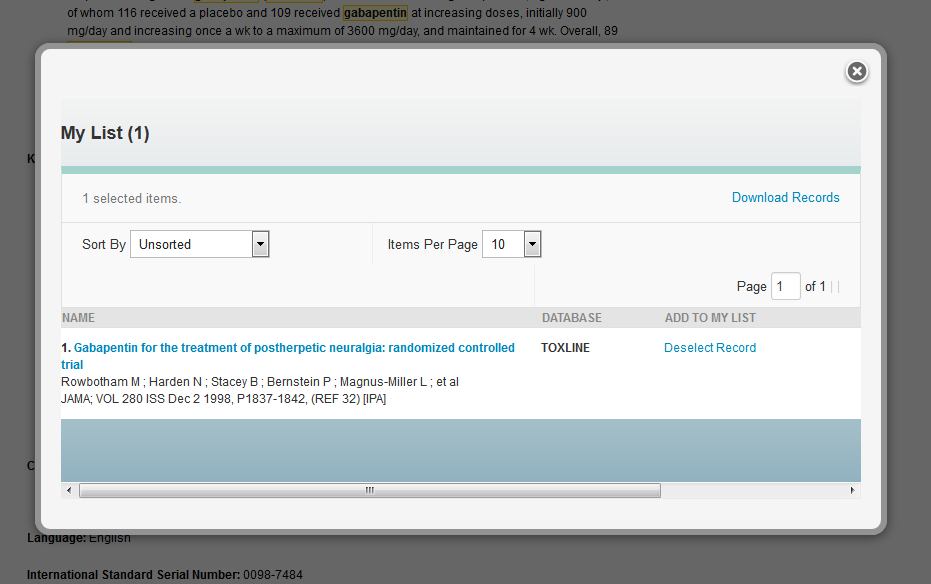 of whom 116 received a placebo and 109 received gabapentin at increasing doses, initially 900
mg/day and increasing once a wk to a maximum of 3600 mg/day, and maintained for 4 wk. Overall, 89
My List (1)
K
1 selected items.
Download Records
Sort By Unsorted
Items Per Page 10
Page 1 of 1 | |
NAME DATABASE ADD TO MY LIST
1. Gabapentin for the treatment of postherpetic neuralgia: randomized controlled TOXLINE Deselect Record
trial
Rowbotham M ; Harden N ; Stacey B ; Bernstein P ; Magnus-Miller L ; et al
JAMA; VOL 280 ISS Dec 2 1998, P1837-1842, (REF 32) [IPA]
C
Language: English
International Standard Serial Number: 0098-7484